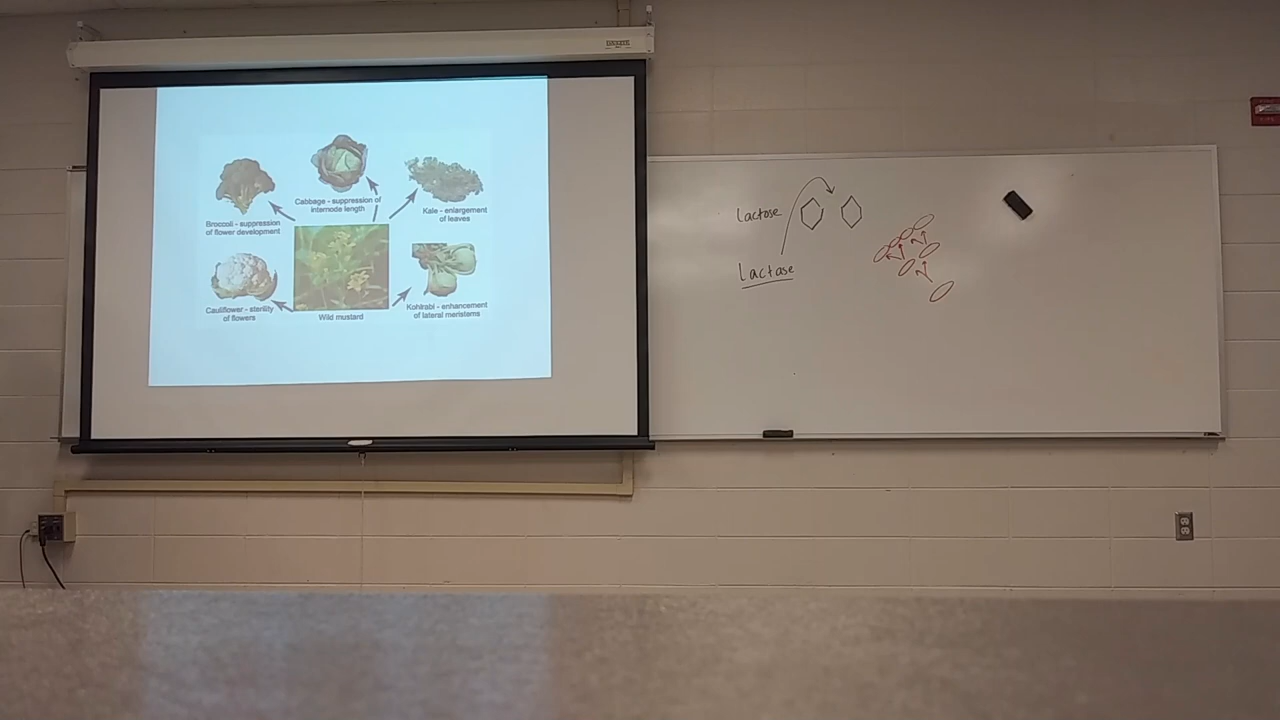 Cabbage - suppression of
internode length
Broccoli - suppression
of flower development
Kale - enlargement
of leaves
Cauliflower - sterility
of flowers
Wild mustard
Kohlrabi - enhancement
of lateral meristems
Lactose
Lactase